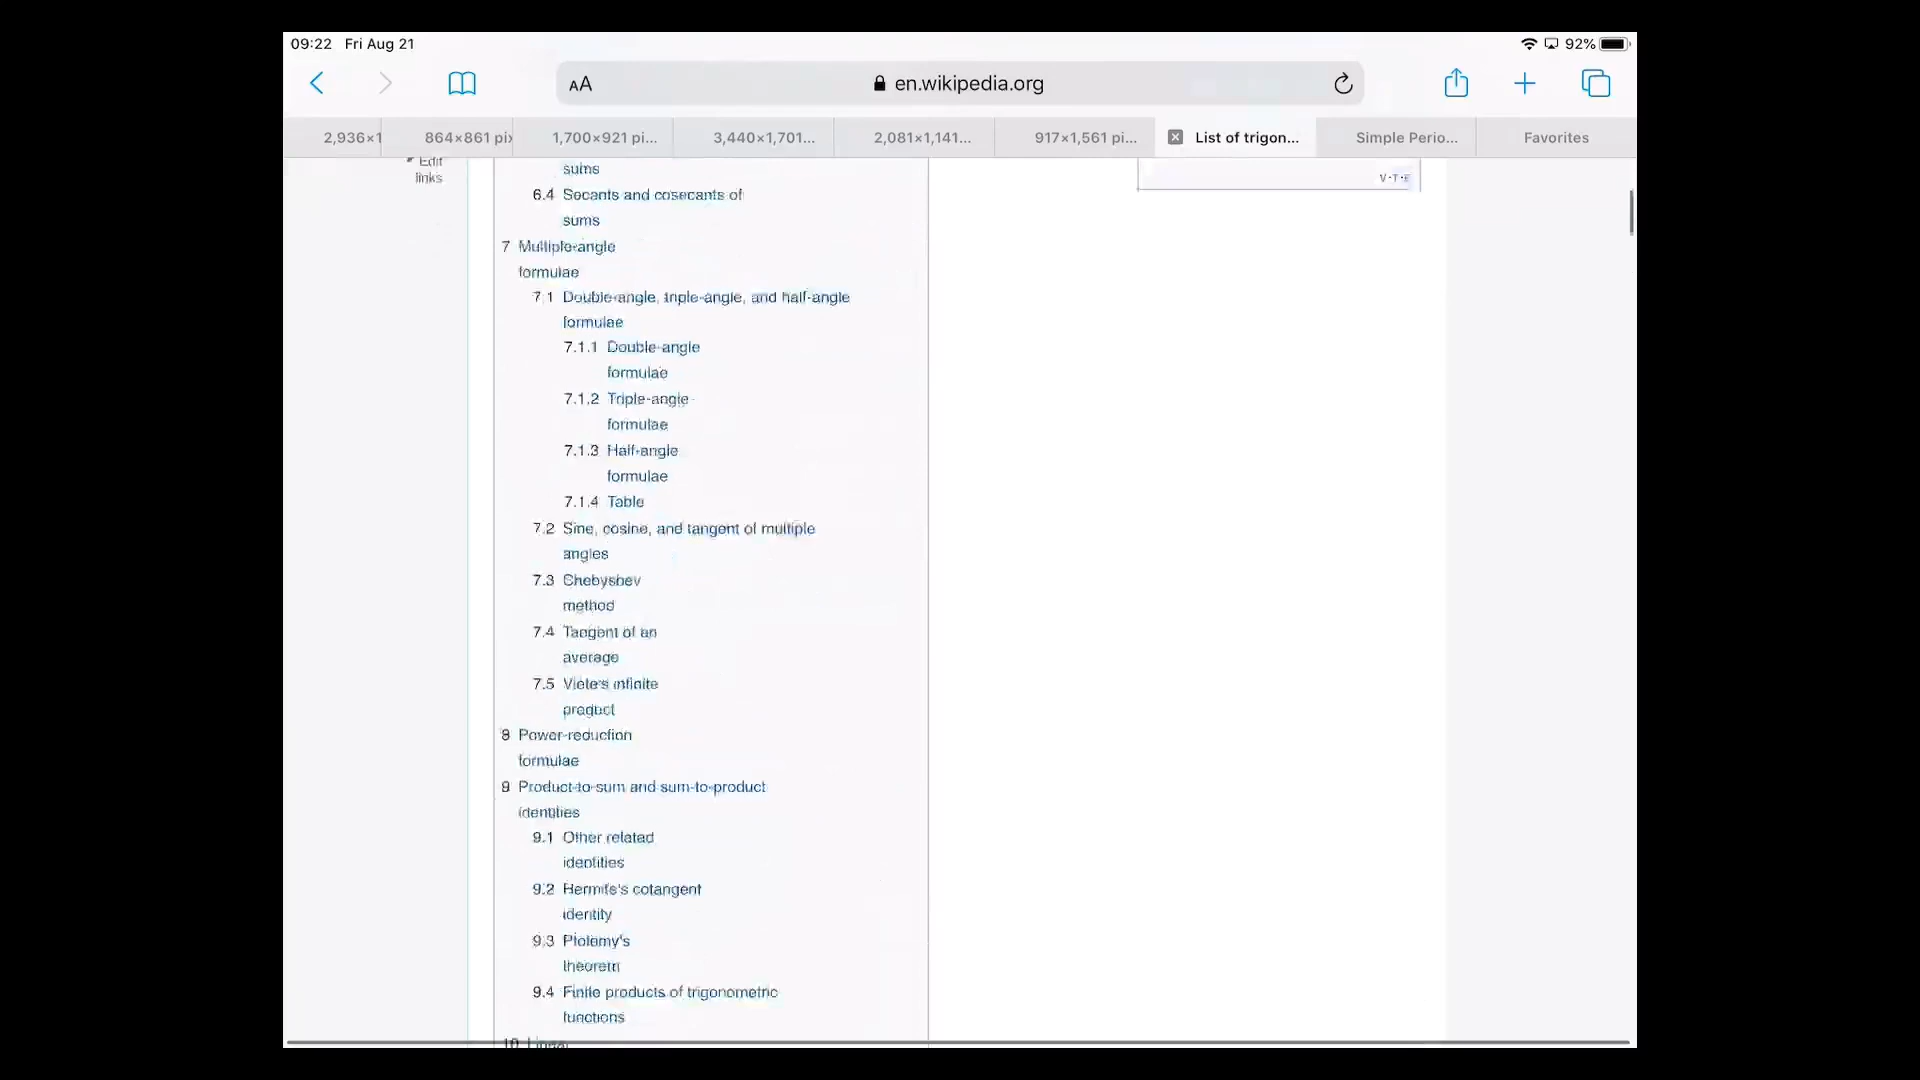 09:22 Fri Aug 21
92%
AA en.wikipedia.org
2,936×1 864×861 pix 1,700×921 pi... 3,440×1,701... 2,081×1,141... 917×1,561 pi... List of trigon... Simple Perio... Favorites
Edit
links
V·T·E
sums
6.4 Secants and cosecants of
sums
7 Multiple-angle
formulae
7.1 Double-angle, triple-angle, and half-angle
formulae
7.1.1 Double-angle
formulae
7.1.2 Triple-angle
formulae
7.1.3 Half-angle
formulae
7.1.4 Table
7.2 Sine, cosine, and tangent of multiple
angles
7.3 Chebyshev
method
7.4 Tangent of an
average
7.5 Viète's infinite
product
8 Power-reduction
formulae
9 Product-to-sum and sum-to-product
identities
9.1 Other related
identities
9.2 Hermite's cotangent
identity
9.3 Ptolemy's
theorem
9.4 Finite products of trigonometric
functions
10 Linear